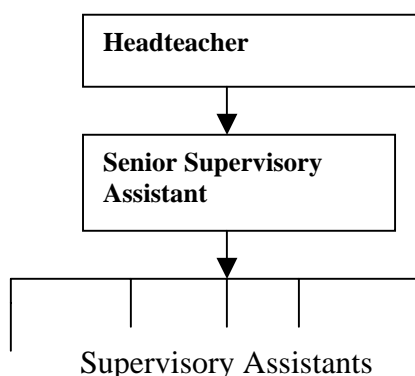 Headteacher
Senior Supervisory
Assistant
Supervisory Assistants